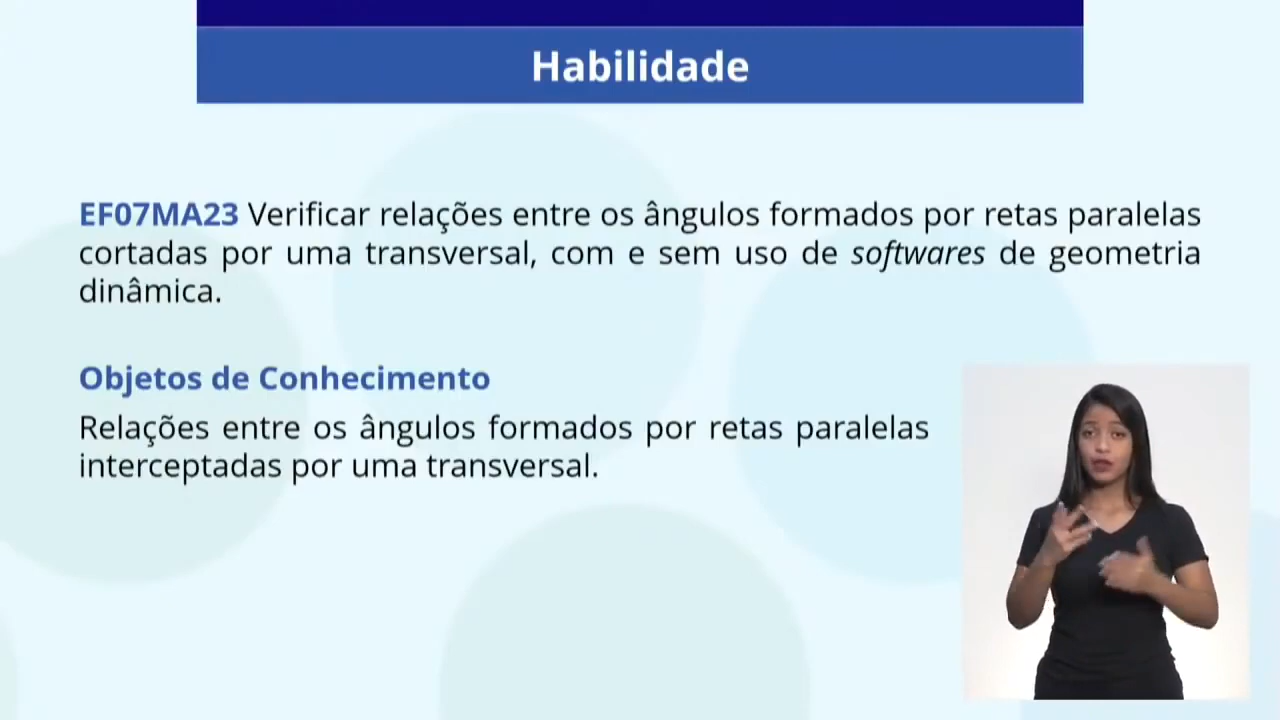 Habilidade
EF07MA23 Verificar relações entre os ângulos formados por retas paralelas
cortadas por uma transversal, com e sem uso de softwares de geometria
dinâmica.
Objetos de Conhecimento
Relações entre os ângulos formados por retas paralelas
interceptadas por uma transversal.